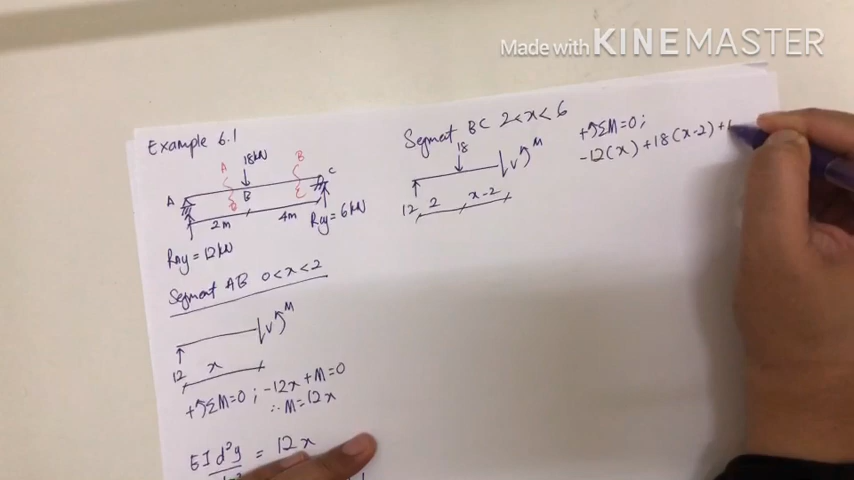 Made with KINEMASTER
Example 6.1
A
18kN
B
A
B
C
2m
4m
RAy = 12kN
RCy = 6kN
Segment AB 0<x<2
V
M
12
x
+↶ΣM=0; -12x+M=0
∴M=12x
EI d²y = 12x
Segment BC 2<x<6
18
V
M
12
2
x-2
+↶ΣM=0;
-12(x)+18(x-2)+